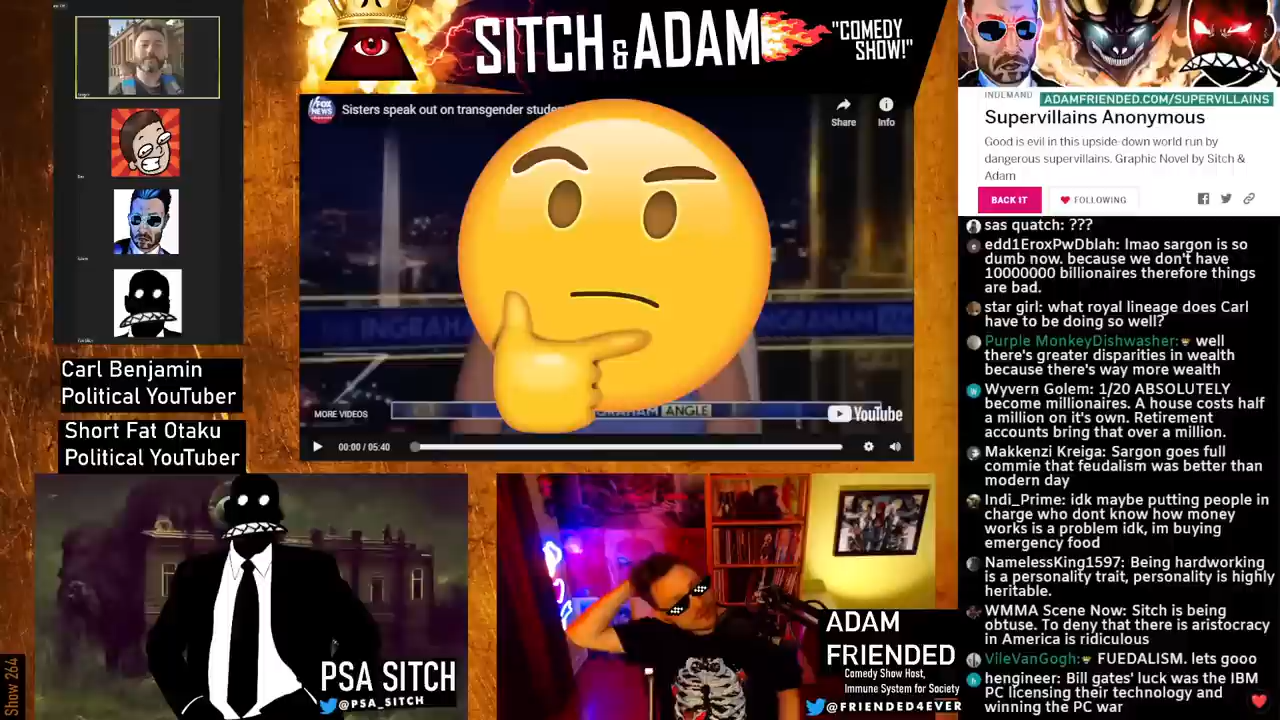 SITCH & ADAM
"COMEDY
SHOW!"
FOX
NEWS
Sisters speak out on transgender stude
Share
Info
INGRAHA
INGRAHAM ANGLE
MORE VIDEOS
YouTube
00:00 / 05:40
Carl Benjamin
Political YouTuber
Short Fat Otaku
Political YouTuber
PSA SITCH
@PSA_SITCH
Show 264
ADAM
FRIENDED
Comedy Show Host,
Immune System for Society
@FRIENDED4EVER
INDEMAND
ADAMFRIENDED.COM/SUPERVILLAINS
Supervillains Anonymous
Good is evil in this upside-down world run by
dangerous supervillains. Graphic Novel by Sitch &
Adam
BACK IT
FOLLOWING
sas quatch: ???
edd1EroxPwDblah: lmao sargon is so
dumb now. because we don't have
10000000 billionaires therefore things
are bad.
star girl: what royal lineage does Carl
have to be doing so well?
Purple MonkeyDishwasher: well
there's greater disparities in wealth
because there's way more wealth
Wyvern Golem: 1/20 ABSOLUTELY
become millionaires. A house costs half
a million on it's own. Retirement
accounts bring that over a million.
Makkenzi Kreiga: Sargon goes full
commie that feudalism was better than
modern day
Indi_Prime: idk maybe putting people in
charge who dont know how money
works is a problem idk, im buying
emergency food
NamelessKing1597: Being hardworking
is a personality trait, personality is highly
heritable.
WMMA Scene Now: Sitch is being
obtuse. To deny that there is aristocracy
in America is ridiculous
VileVanGogh: FUEDALISM. lets gooo
hengineer: Bill gates' luck was the IBM
PC licensing their technology and
winning the PC war